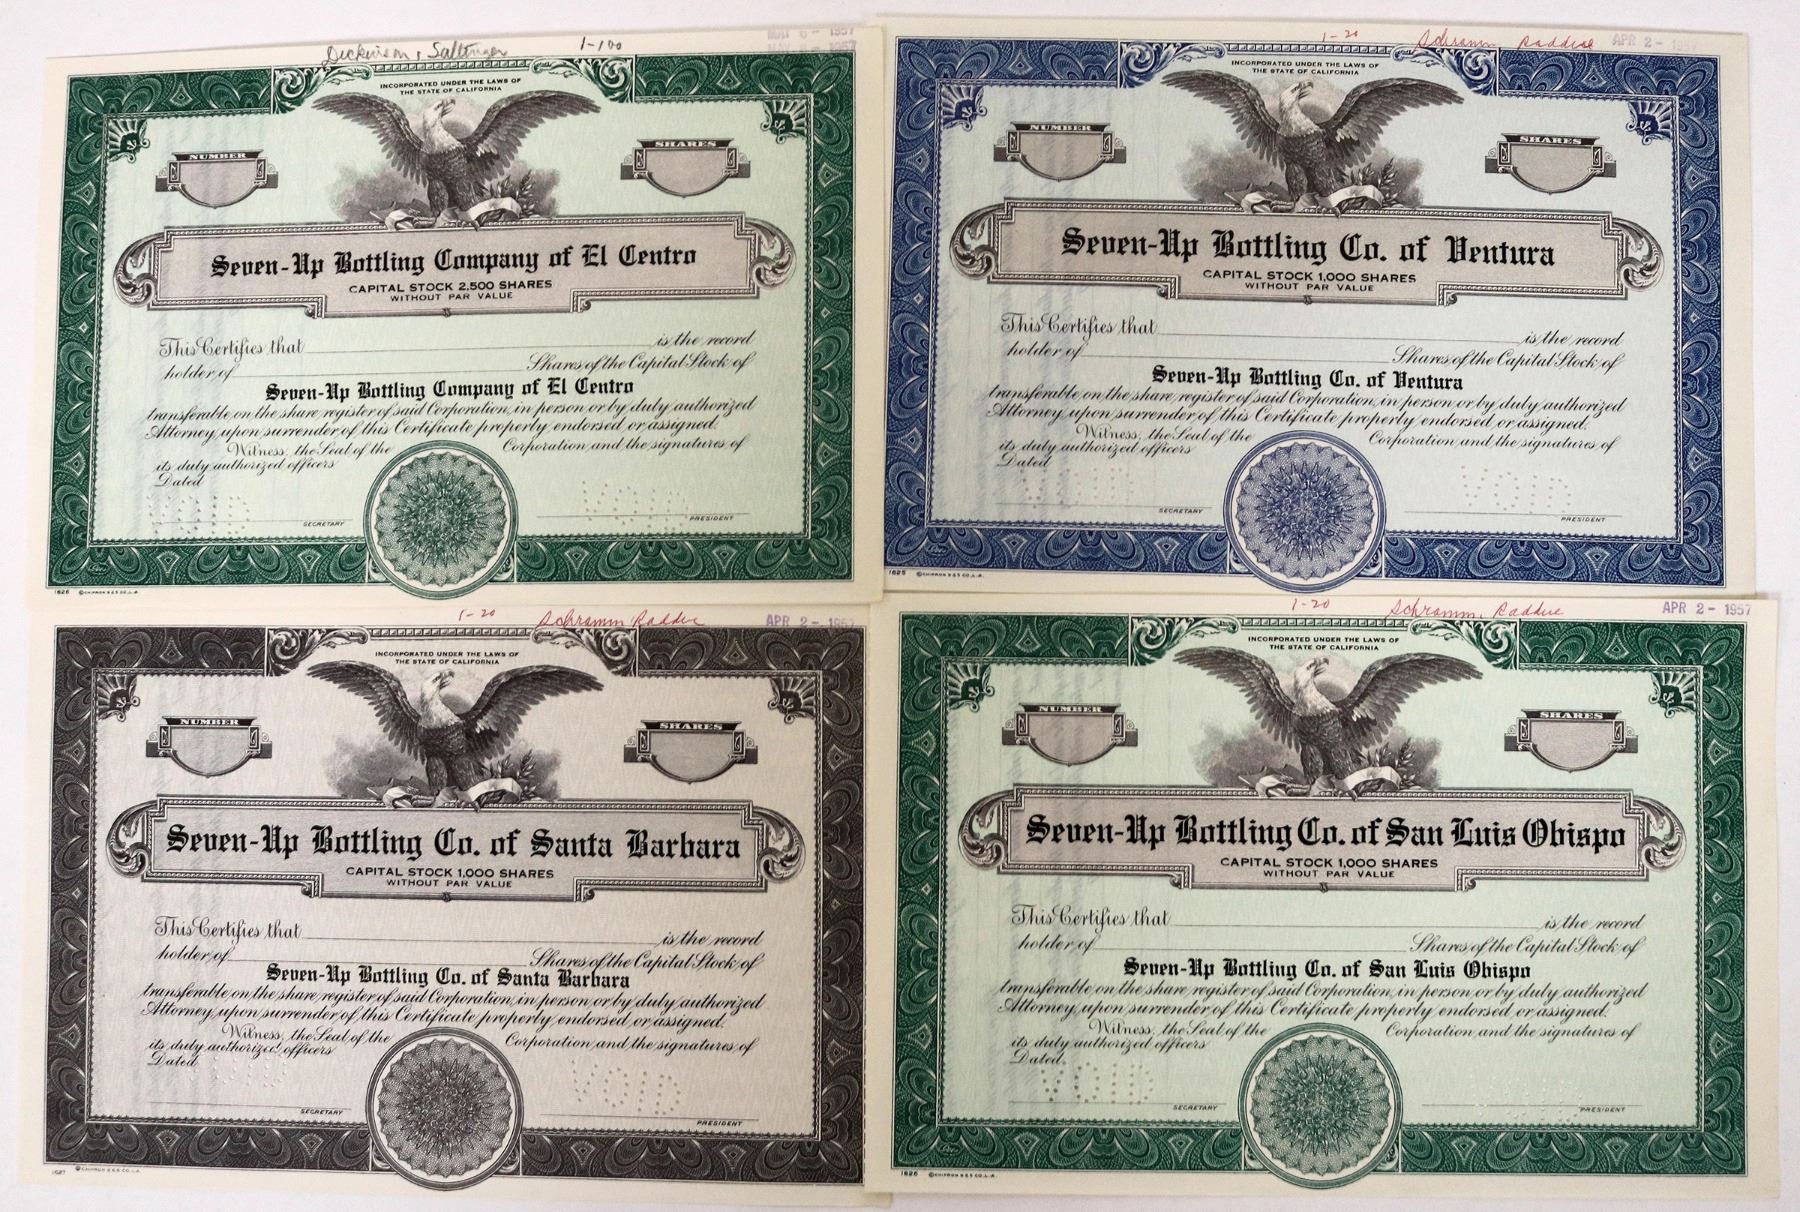 1-100
MAY 6 - 1957
INCORPORATED UNDER THE LAWS OF
THE STATE OF CALIFORNIA
NUMBER
SHARES
Seven-Up Bottling Company of El Centro
CAPITAL STOCK 2,500 SHARES
WITHOUT PAR VALUE
This Certifies that is the record
holder of Shares of the Capital Stock of
Seven-Up Bottling Company of El Centro
transferable on the share register of said Corporation, in person or by duly authorized
Attorney, upon surrender of this Certificate properly endorsed or assigned.
Witness, the Seal of the Corporation and the signatures of
its duly authorized officers
Dated
VOID VOID
SECRETARY
PRESIDENT
1626 ©CHIPRON B & S CO., L.A.
1-20 Schramm Raddue APR 2 - 1957
INCORPORATED UNDER THE LAWS OF
THE STATE OF CALIFORNIA
NUMBER
SHARES
Seven-Up Bottling Co. of Ventura
CAPITAL STOCK 1,000 SHARES
WITHOUT PAR VALUE
This Certifies that is the record
holder of Shares of the Capital Stock of
Seven-Up Bottling Co. of Ventura
transferable on the share register of said Corporation, in person or by duly authorized
Attorney, upon surrender of this Certificate properly endorsed or assigned.
Witness, the Seal of the Corporation and the signatures of
its duly authorized officers
Dated
VOID VOID
SECRETARY
PRESIDENT
1625 ©CHIPRON B & S CO., L.A.
1-20 Schramm Raddue APR 2 - 1957
INCORPORATED UNDER THE LAWS OF
THE STATE OF CALIFORNIA
NUMBER
SHARES
Seven-Up Bottling Co. of Santa Barbara
CAPITAL STOCK 1,000 SHARES
WITHOUT PAR VALUE
This Certifies that is the record
holder of Shares of the Capital Stock of
Seven-Up Bottling Co. of Santa Barbara
transferable on the share register of said Corporation, in person or by duly authorized
Attorney, upon surrender of this Certificate properly endorsed or assigned.
Witness, the Seal of the Corporation and the signatures of
its duly authorized officers
Dated
VOID
SECRETARY
PRESIDENT
1627 ©CHIPRON B & S CO., L.A.
1-20 Schramm, Raddue APR 2 - 1957
INCORPORATED UNDER THE LAWS OF
THE STATE OF CALIFORNIA
NUMBER
SHARES
Seven-Up Bottling Co. of San Luis Obispo
CAPITAL STOCK 1,000 SHARES
WITHOUT PAR VALUE
This Certifies that is the record
holder of Shares of the Capital Stock of
Seven-Up Bottling Co. of San Luis Obispo
transferable on the share register of said Corporation, in person or by duly authorized
Attorney, upon surrender of this Certificate properly endorsed or assigned.
Witness, the Seal of the Corporation and the signatures of
its duly authorized officers
Dated
VOID
SECRETARY
PRESIDENT
1626 ©CHIPRON B & S CO., L.A.